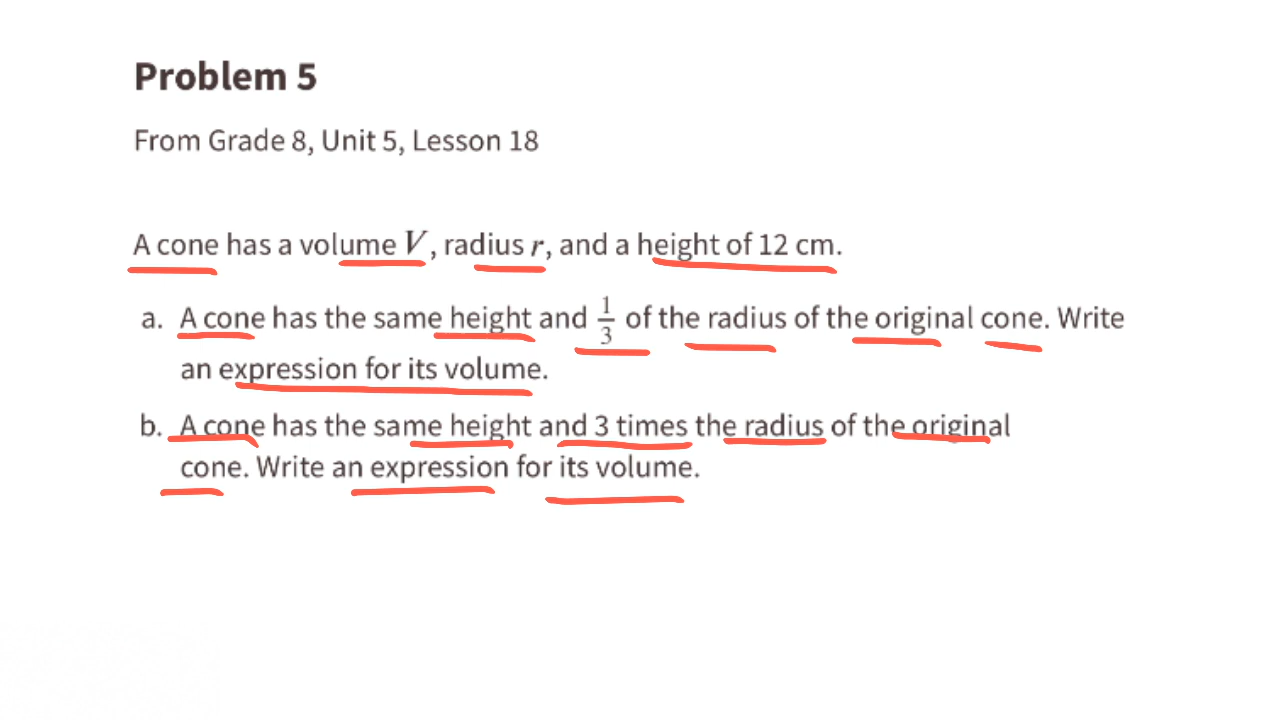 Problem 5
From Grade 8, Unit 5, Lesson 18
A cone has a volume V, radius r, and a height of 12 cm.
a. A cone has the same height and 1/3 of the radius of the original cone. Write
an expression for its volume.
b. A cone has the same height and 3 times the radius of the original
cone. Write an expression for its volume.